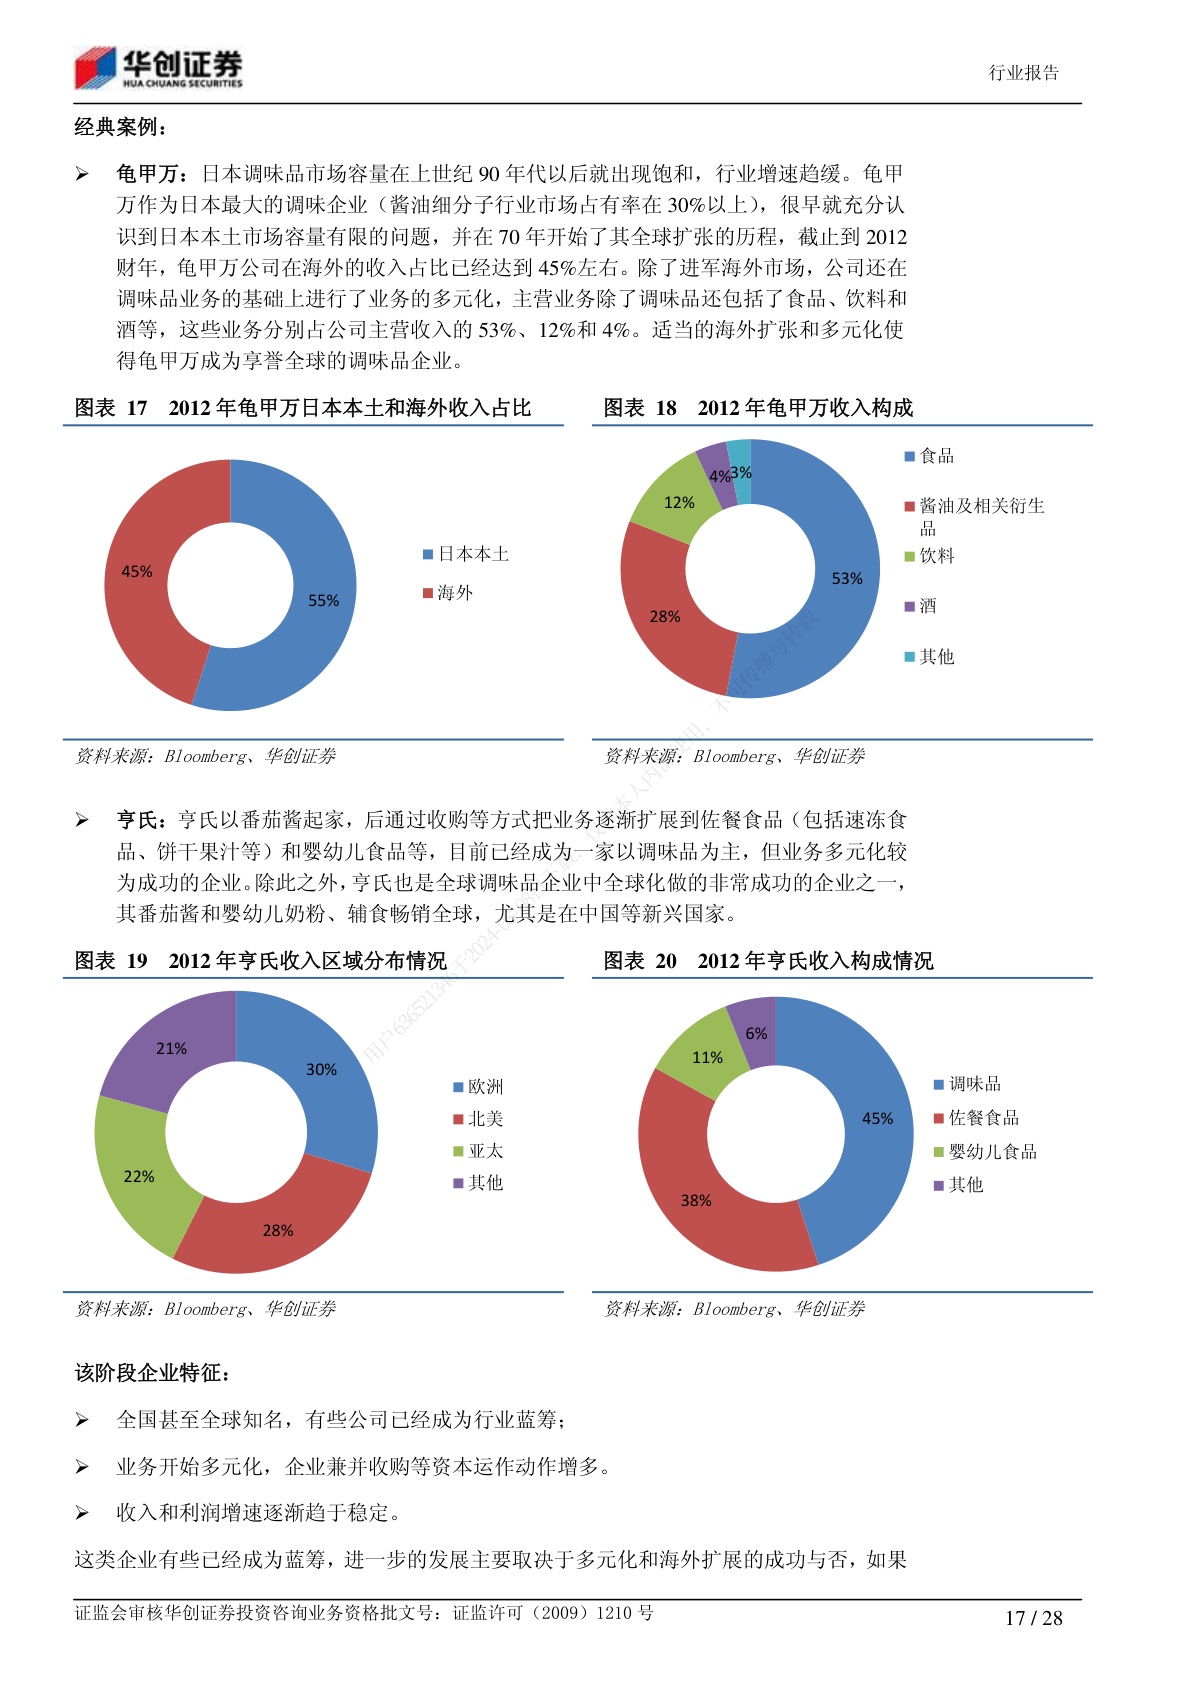 华创证券
HUA CHUANG SECURITIES
行业报告
经典案例：
➢ 龟甲万：日本调味品市场容量在上世纪 90 年代以后就出现饱和，行业增速趋缓。龟甲
万作为日本最大的调味企业（酱油细分子行业市场占有率在 30%以上），很早就充分认
识到日本本土市场容量有限的问题，并在 70 年开始了其全球扩张的历程，截止到 2012
财年，龟甲万公司在海外的收入占比已经达到 45%左右。除了进军海外市场，公司还在
调味品业务的基础上进行了业务的多元化，主营业务除了调味品还包括了食品、饮料和
酒等，这些业务分别占公司主营收入的 53%、12%和 4%。适当的海外扩张和多元化使
得龟甲万成为享誉全球的调味品企业。
图表 17 2012 年龟甲万日本本土和海外收入占比
45%
55%
日本本土
海外
资料来源：Bloomberg、华创证券
图表 18 2012 年龟甲万收入构成
4%
3%
12%
53%
28%
食品
酱油及相关衍生
品
饮料
酒
其他
资料来源：Bloomberg、华创证券
➢ 亨氏：亨氏以番茄酱起家，后通过收购等方式把业务逐渐扩展到佐餐食品（包括速冻食
品、饼干果汁等）和婴幼儿食品等，目前已经成为一家以调味品为主，但业务多元化较
为成功的企业。除此之外，亨氏也是全球调味品企业中全球化做的非常成功的企业之一，
其番茄酱和婴幼儿奶粉、辅食畅销全球，尤其是在中国等新兴国家。
图表 19 2012 年亨氏收入区域分布情况
21%
30%
22%
28%
欧洲
北美
亚太
其他
资料来源：Bloomberg、华创证券
图表 20 2012 年亨氏收入构成情况
6%
11%
45%
38%
调味品
佐餐食品
婴幼儿食品
其他
资料来源：Bloomberg、华创证券
该阶段企业特征：
➢ 全国甚至全球知名，有些公司已经成为行业蓝筹；
➢ 业务开始多元化，企业兼并收购等资本运作动作增多。
➢ 收入和利润增速逐渐趋于稳定。
这类企业有些已经成为蓝筹，进一步的发展主要取决于多元化和海外扩展的成功与否，如果
证监会审核华创证券投资咨询业务资格批文号：证监许可（2009）1210 号
17 / 28